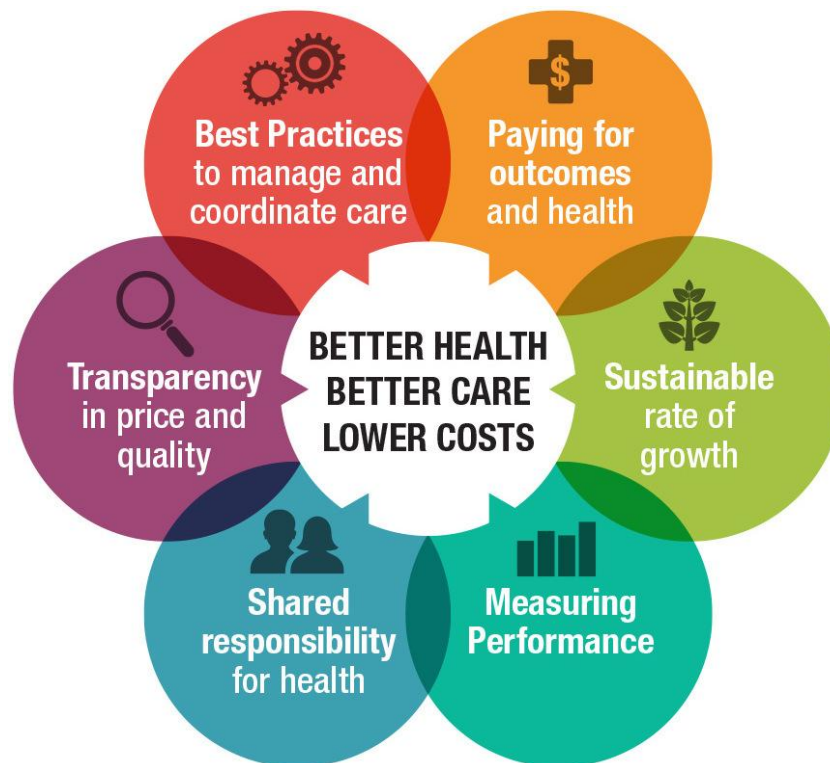 Best Practices
to manage and
coordinate care
$
Paying for
outcomes
and health
Transparency
in price and
quality
BETTER HEALTH
BETTER CARE
LOWER COSTS
Sustainable
rate of
growth
Shared
responsibility
for health
Measuring
Performance